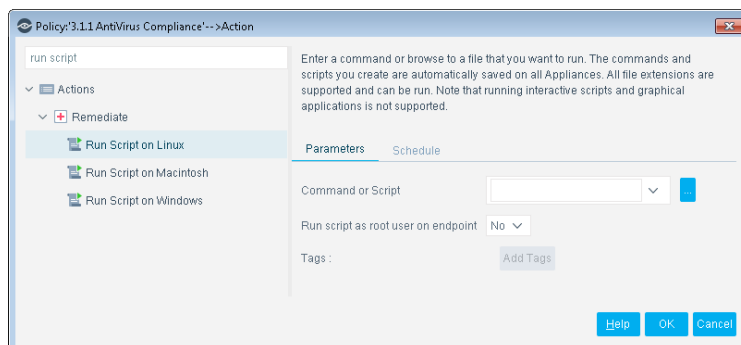 Policy:'3.1.1 AntiVirus Compliance'-->Action
run script
Actions
Remediate
Run Script on Linux
Run Script on Macintosh
Run Script on Windows
Enter a command or browse to a file that you want to run. The commands and
scripts you create are automatically saved on all Appliances. All file extensions are
supported and can be run. Note that running interactive scripts and graphical
applications is not supported.
Parameters Schedule
Command or Script ...
Run script as root user on endpoint No
Tags : Add Tags
Help OK Cancel